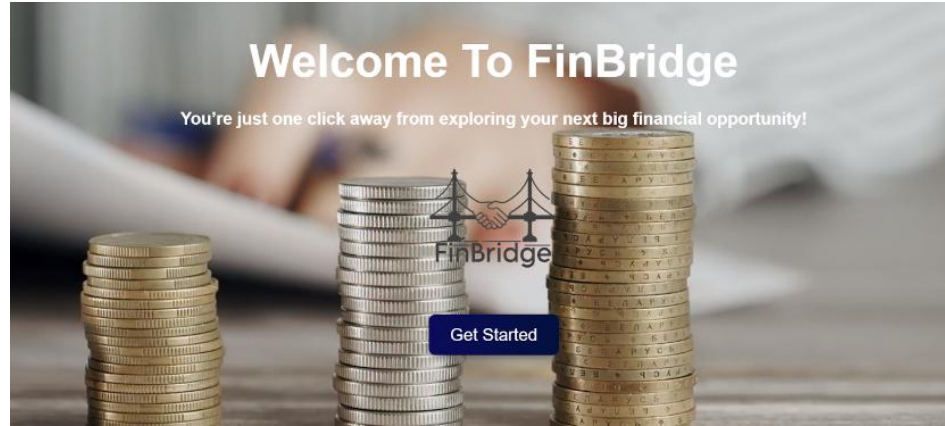 Welcome To FinBridge
You’re just one click away from exploring your next big financial opportunity!
FinBridge
Get Started